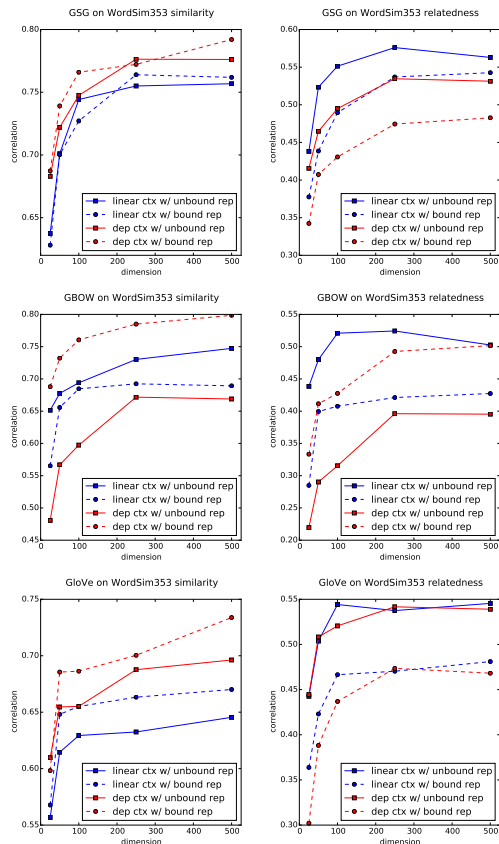 GSG on WordSim353 similarity
0.80
0.75
0.70
0.65
correlation
linear ctx w/ unbound rep
linear ctx w/ bound rep
dep ctx w/ unbound rep
dep ctx w/ bound rep
0 100 200 300 400 500
dimension
GSG on WordSim353 relatedness
0.60
0.55
0.50
0.45
0.40
0.35
0.30
correlation
linear ctx w/ unbound rep
linear ctx w/ bound rep
dep ctx w/ unbound rep
dep ctx w/ bound rep
0 100 200 300 400 500
dimension
GBOW on WordSim353 similarity
0.80
0.75
0.70
0.65
0.60
0.55
0.50
0.45
correlation
linear ctx w/ unbound rep
linear ctx w/ bound rep
dep ctx w/ unbound rep
dep ctx w/ bound rep
0 100 200 300 400 500
dimension
GBOW on WordSim353 relatedness
0.60
0.55
0.50
0.45
0.40
0.35
0.30
0.25
0.20
correlation
linear ctx w/ unbound rep
linear ctx w/ bound rep
dep ctx w/ unbound rep
dep ctx w/ bound rep
0 100 200 300 400 500
dimension
GloVe on WordSim353 similarity
0.75
0.70
0.65
0.60
0.55
correlation
linear ctx w/ unbound rep
linear ctx w/ bound rep
dep ctx w/ unbound rep
dep ctx w/ bound rep
0 100 200 300 400 500
dimension
GloVe on WordSim353 relatedness
0.55
0.50
0.45
0.40
0.35
0.30
correlation
linear ctx w/ unbound rep
linear ctx w/ bound rep
dep ctx w/ unbound rep
dep ctx w/ bound rep
0 100 200 300 400 500
dimension